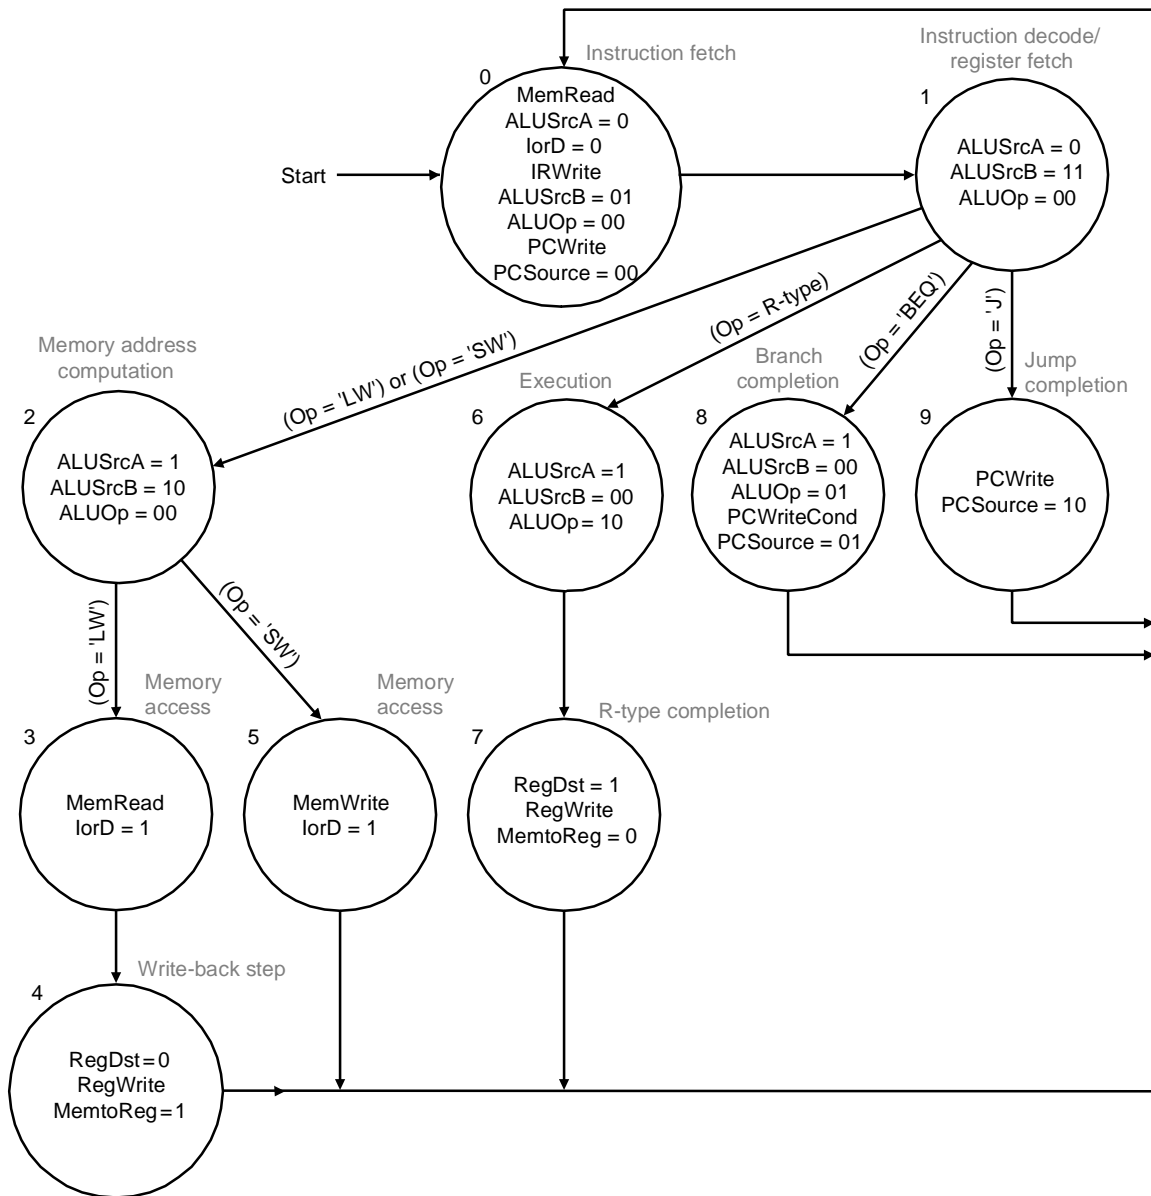 Instruction fetch
0
MemRead
ALUSrcA = 0
IorD = 0
IRWrite
ALUSrcB = 01
ALUOp = 00
PCWrite
PCSource = 00
Start
Instruction decode/
register fetch
1
ALUSrcA = 0
ALUSrcB = 11
ALUOp = 00
(Op = 'LW') or (Op = 'SW')
(Op = R-type)
(Op = 'BEQ')
(Op = 'J')
Memory address
computation
2
ALUSrcA = 1
ALUSrcB = 10
ALUOp = 00
Execution
6
ALUSrcA =1
ALUSrcB = 00
ALUOp= 10
Branch
completion
8
ALUSrcA = 1
ALUSrcB = 00
ALUOp = 01
PCWriteCond
PCSource = 01
Jump
completion
9
PCWrite
PCSource = 10
(Op = 'LW')
(Op = 'SW')
Memory
access
3
MemRead
IorD = 1
Memory
access
5
MemWrite
IorD = 1
R-type completion
7
RegDst = 1
RegWrite
MemtoReg = 0
Write-back step
4
RegDst=0
RegWrite
MemtoReg=1